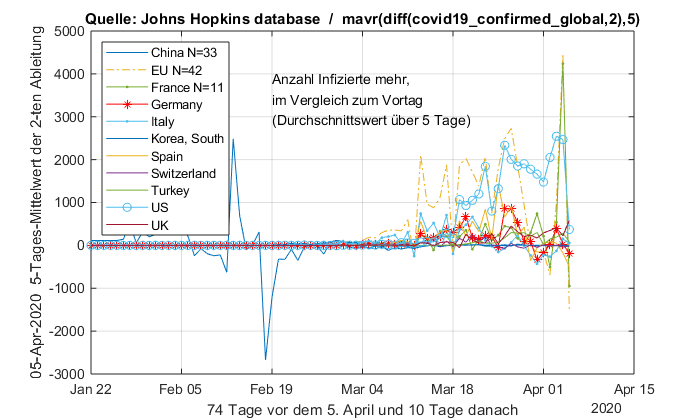 Quelle: Johns Hopkins database / mavr(diff(covid19_confirmed_global,2),5)
05-Apr-2020 5-Tages-Mittelwert der 2-ten Ableitung
5000
4000
3000
2000
1000
0
-1000
-2000
-3000
China N=33
EU N=42
France N=11
Germany
Italy
Korea, South
Spain
Switzerland
Turkey
US
UK
Anzahl Infizierte mehr,
im Vergleich zum Vortag
(Durchschnittswert über 5 Tage)
Jan 22 Feb 05 Feb 19 Mar 04 Mar 18 Apr 01 Apr 15
2020
74 Tage vor dem 5. April und 10 Tage danach